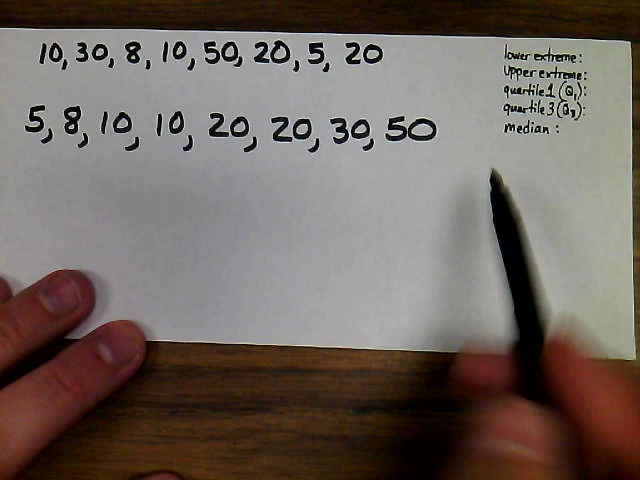 10, 30, 8, 10, 50, 20, 5, 20
5, 8, 10, 10, 20, 20, 30, 50
lower extreme:
Upper extreme:
quartile 1 (Q₁):
quartile 3 (Q₃):
median :